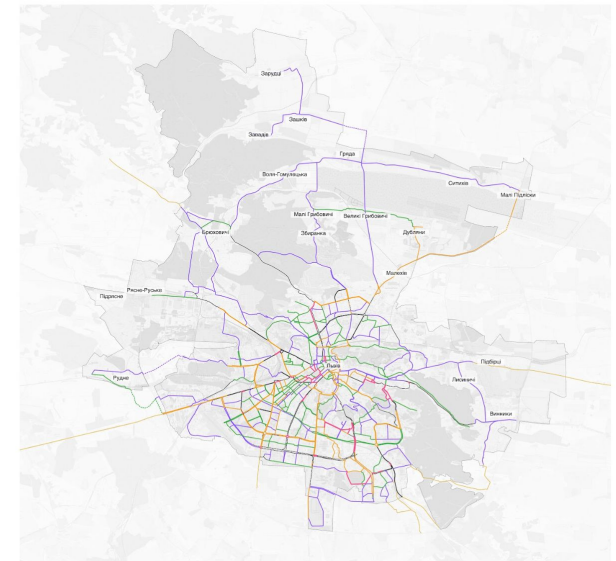 Зарудці
Зашків
Завадів
Гряда
Воля-Гомулецька
Ситихів
Малі Підліски
Малі Грибовичі
Великі Грибовичі
Збиранка
Дубляни
Брюховичі
Малехів
Рясне-Руське
Підрясне
Львів
Підбірці
Рудне
Лисиничі
Винники